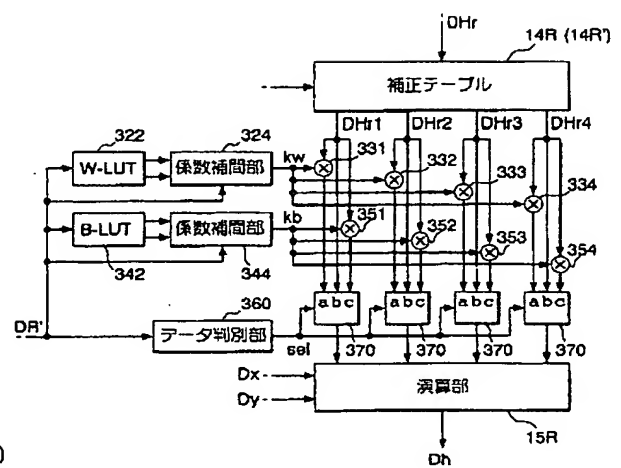 DHr
14R (14R')
補正テーブル
322
324
kw
DHr1
DHr2
DHr3
DHr4
331
332
333
334
W-LUT
係数補間部
kb
351
352
353
354
B-LUT
係数補間部
342
344
360
abc
abc
abc
abc
DR'
データ判別部
sel
370
370
370
370
Dx
Dy
演算部
15R
Dh
)